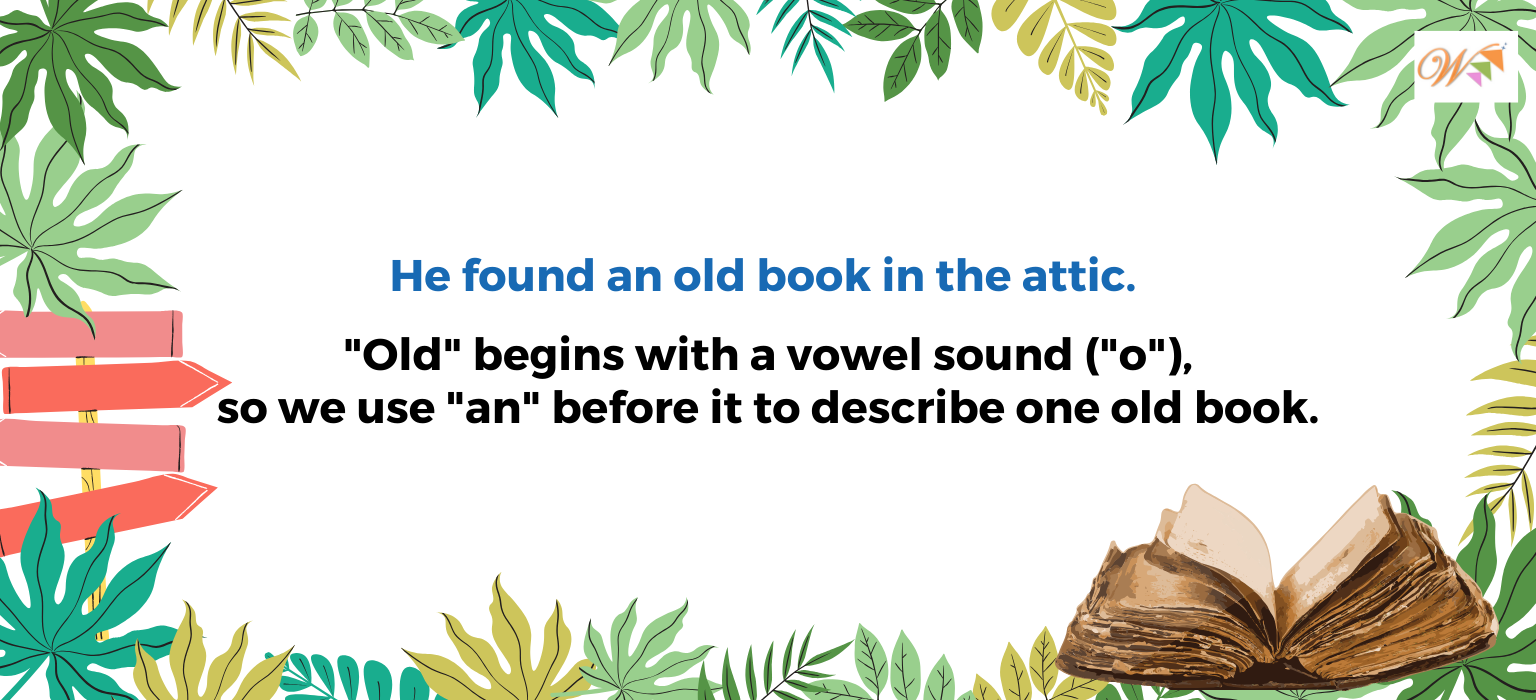 W
He found an old book in the attic.
"Old" begins with a vowel sound ("o"),
so we use "an" before it to describe one old book.